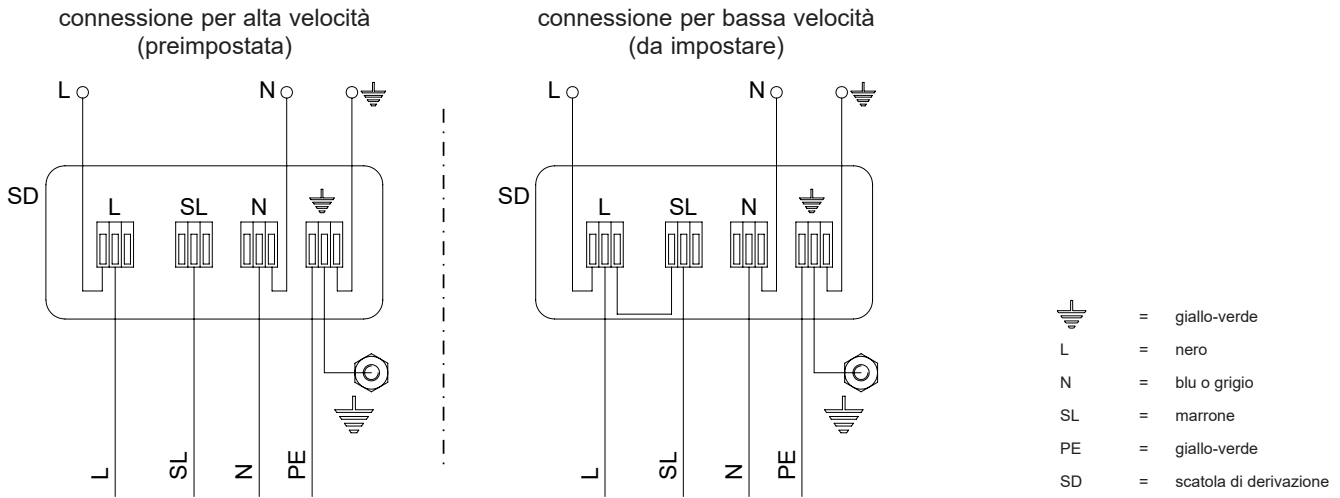 connessione per alta velocità
(preimpostata)
L N
SD
L SL N
L SL N PE
connessione per bassa velocità
(da impostare)
L N
SD
L SL N
L SL N PE
= giallo-verde
L = nero
N = blu o grigio
SL = marrone
PE = giallo-verde
SD = scatola di derivazione